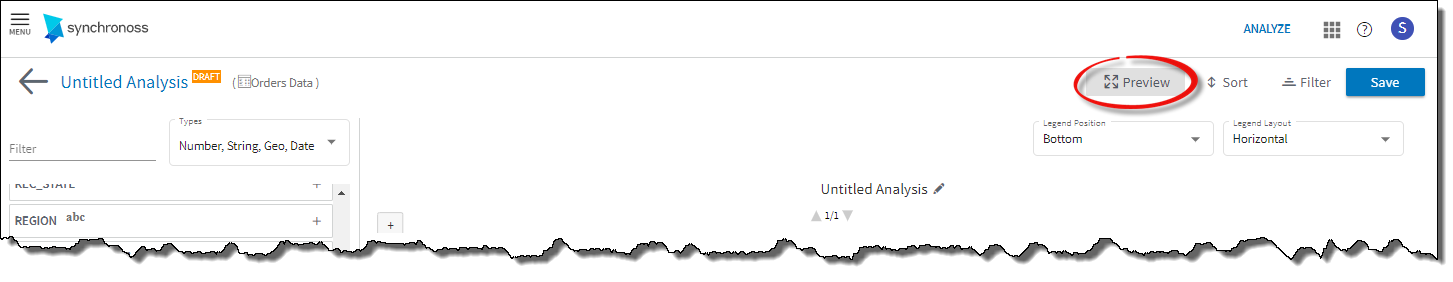 MENU
synchronoss
ANALYZE
S
Untitled Analysis DRAFT ( Orders Data )
Preview
Sort
Filter
Save
Filter
Types
Number, String, Geo, Date
Legend Position
Bottom
Legend Layout
Horizontal
REC_STATE +
REGION abc +
+
Untitled Analysis
1/1